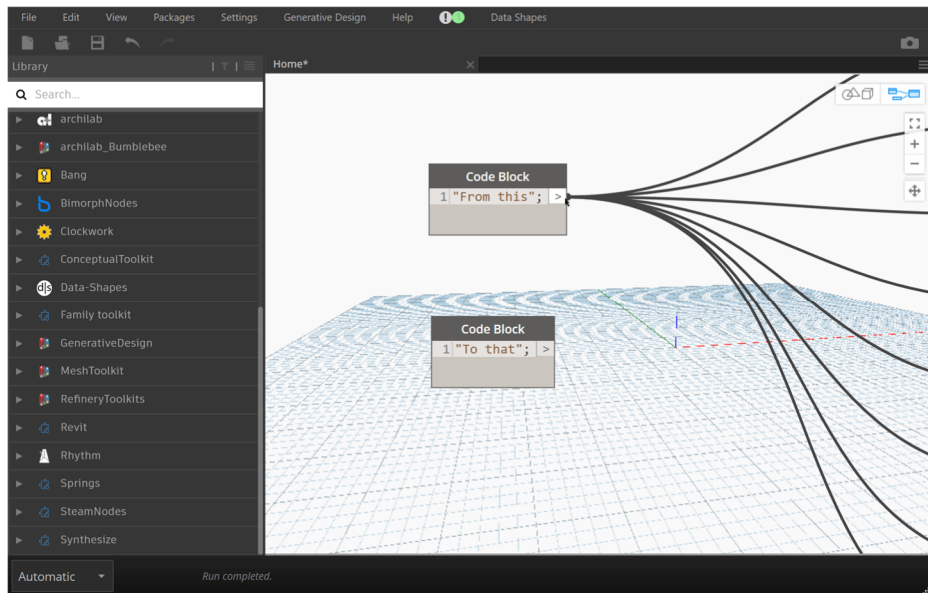 File Edit View Packages Settings Generative Design Help Data Shapes
Library
Home*
Search...
archilab
archilab_Bumblebee
Bang
BimorphNodes
Clockwork
ConceptualToolkit
Data-Shapes
Family toolkit
GenerativeDesign
MeshToolkit
RefineryToolkits
Revit
Rhythm
Springs
SteamNodes
Synthesize
Code Block
1 "From this"; >
Code Block
1 "To that"; >
Automatic
Run completed.